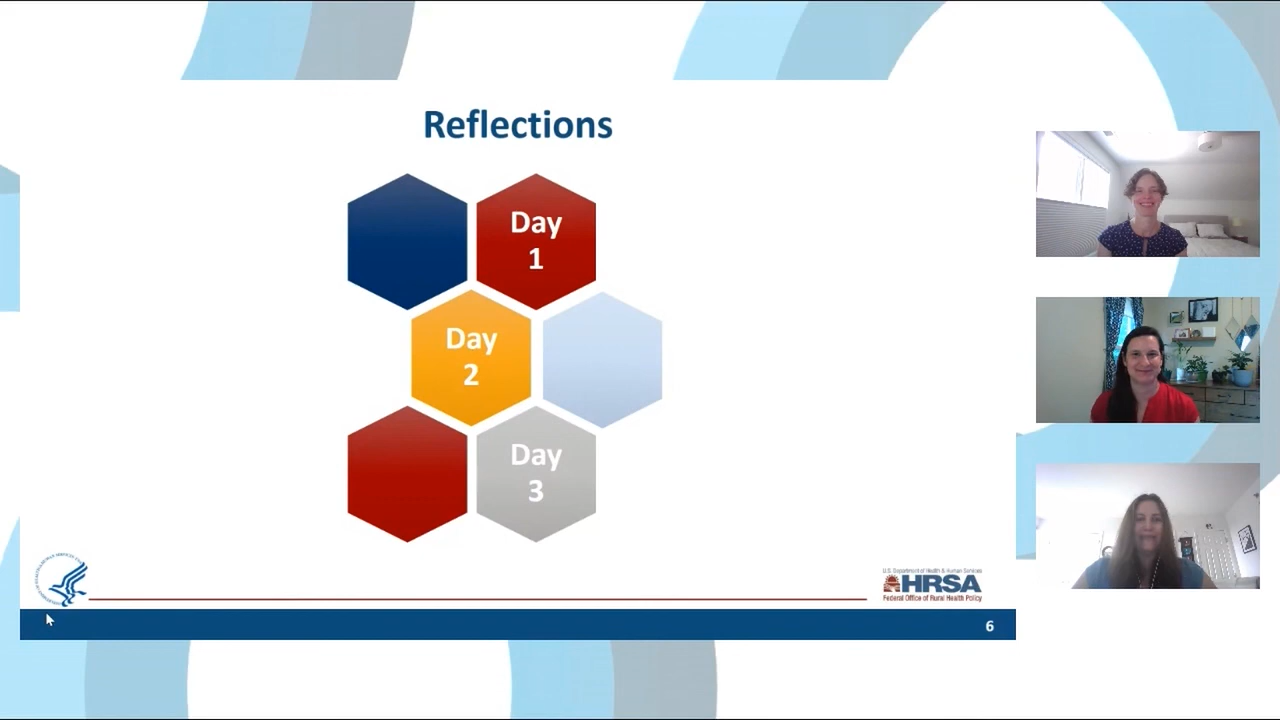 Reflections
Day
1
Day
2
Day
3
U.S. Department of Health & Human Services
HRSA
Federal Office of Rural Health Policy
6